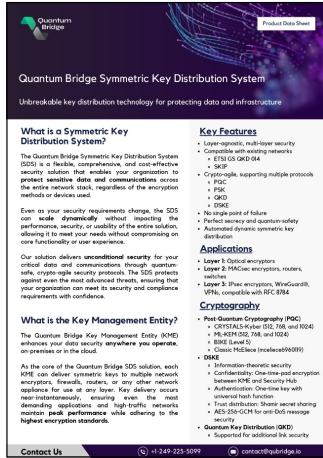 Quantum
Bridge
Product Data Sheet
Quantum Bridge Symmetric Key Distribution System
Unbreakable key distribution technology for protecting data and infrastructure
What is a Symmetric Key
Distribution System?
The Quantum Bridge Symmetric Key Distribution System
(SDS) is a flexible, comprehensive, and cost-effective
security solution that enables your organization to
protect sensitive data and communications across
the entire network stack, regardless of the encryption
methods or devices used.
Even as your security requirements change, the SDS
can scale dynamically without impacting the
performance, security, or usability of the entire solution,
allowing it to meet your needs without compromising on
core functionality or user experience.
Our solution delivers unconditional security for your
critical data and communications through quantum-
safe, crypto-agile security protocols. The SDS protects
against even the most advanced threats, ensuring that
your organization can meet its security and compliance
requirements with confidence.
What is the Key Management Entity?
The Quantum Bridge Key Management Entity (KME)
enhances your data security anywhere you operate,
on-premises or in the cloud.
As the core of the Quantum Bridge SDS solution, each
KME can deliver symmetric keys to multiple network
encryptors, firewalls, routers, or any other network
appliance for use at any layer. Key delivery occurs
near-instantaneously, ensuring even the most
demanding applications and high-traffic networks
maintain peak performance while adhering to the
highest encryption standards.
Key Features
Layer-agnostic, multi-layer security
Compatible with existing networks
ETSI GS QKD 014
SKIP
Crypto-agile, supporting multiple protocols
PQC
PSK
QKD
DSKE
No single point of failure
Perfect secrecy and quantum-safety
Automated dynamic symmetric key
distribution
Applications
Layer 1: Optical encryptors
Layer 2: MACsec encryptors, routers,
switches
Layer 3: IPsec encryptors, WireGuard®,
VPNs, compatible with RFC 8784
Cryptography
Post-Quantum Cryptography (PQC)
CRYSTALS-Kyber (512, 768, and 1024)
ML-KEM (512, 768, and 1024)
BIKE (Level 5)
Classic McEliece (mceliece6960119)
DSKE
Information-theoretic security
Confidentiality: One-time-pad encryption
between KME and Security Hub
Authentication: One-time key with
universal hash function
Trust distribution: Shamir secret sharing
AES-256-GCM for anti-DoS message
security
Quantum Key Distribution (QKD)
Supported for additional link security
Contact Us
+1-249-225-5099
contact@qubridge.io